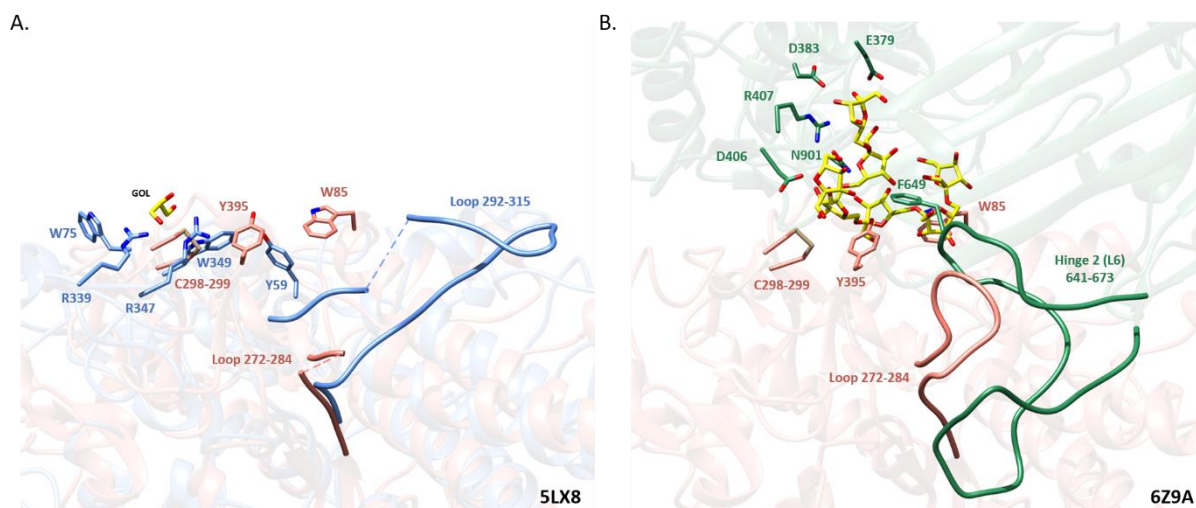 A.
GOL
W75
Y395
W85
Loop 292-315
W349
C298-299
Y59
R339
R347
Loop 272-284
5LX8
B.
D383
E379
R407
D406
N901
F649
W85
C298-299
Y395
Hinge 2 (L6)
641-673
Loop 272-284
6Z9A